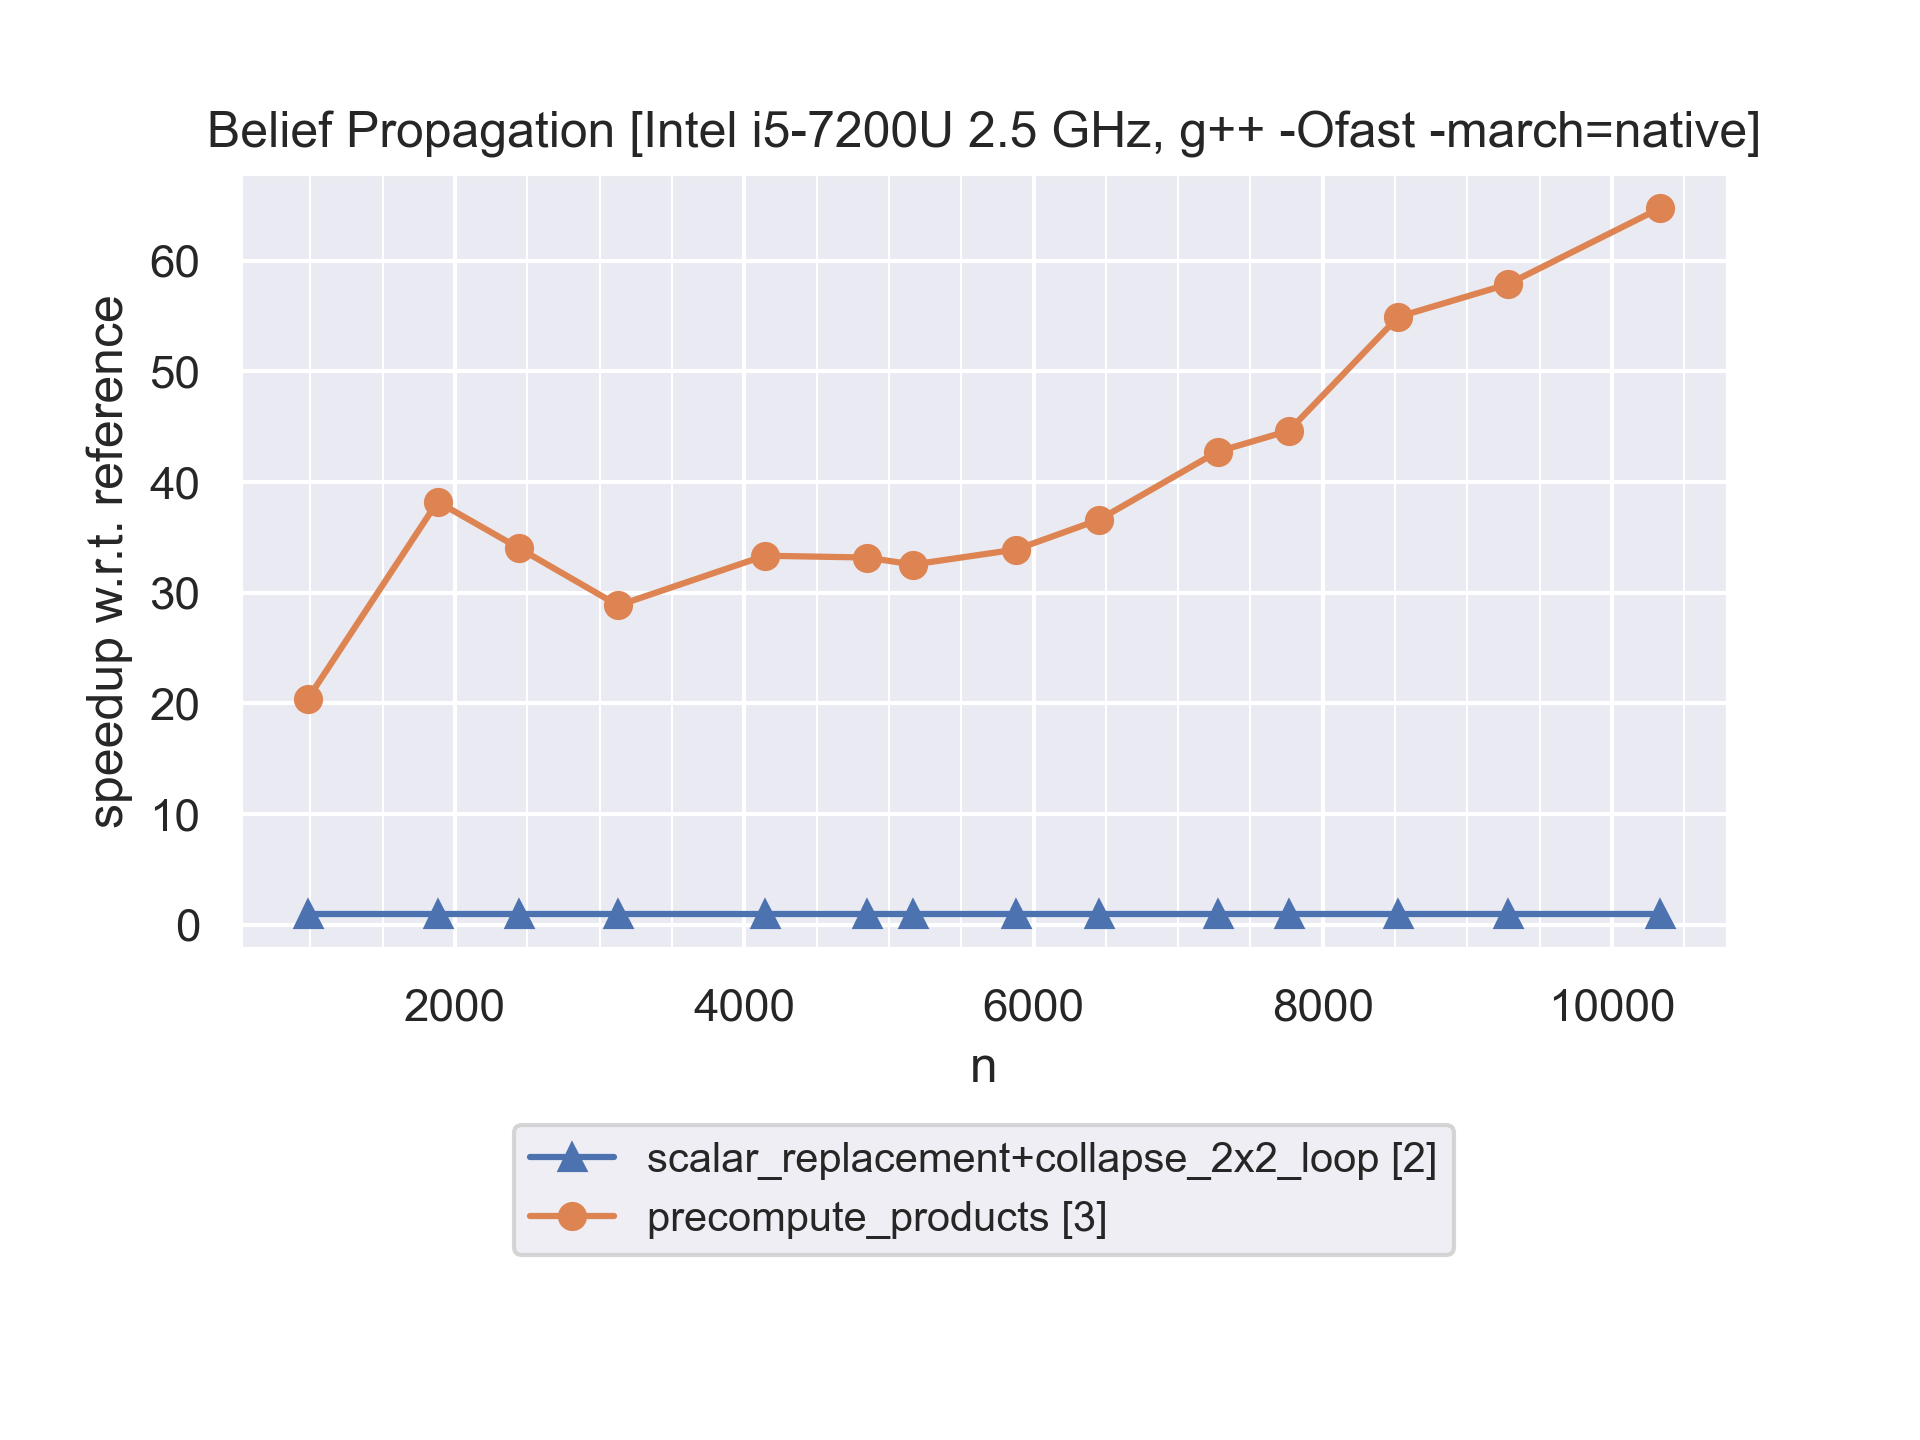 Belief Propagation [Intel i5-7200U 2.5 GHz, g++ -Ofast -march=native]
speedup w.r.t. reference
60
50
40
30
20
10
0
2000 4000 6000 8000 10000
n
scalar_replacement+collapse_2x2_loop [2]
precompute_products [3]